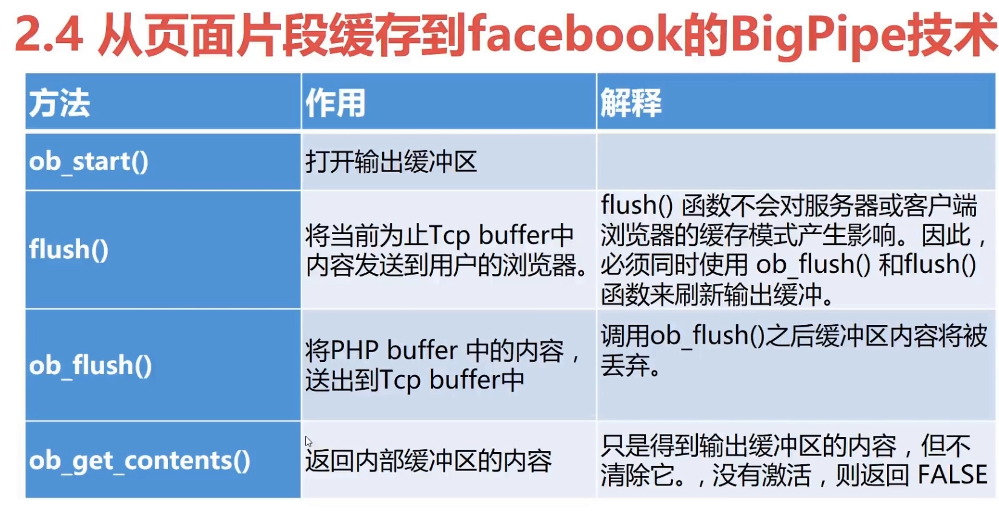 2.4 从页面片段缓存到facebook的BigPipe技术
方法
作用
解释
ob_start()
打开输出缓冲区
flush()
将当前为止Tcp buffer中
内容发送到用户的浏览器。
flush() 函数不会对服务器或客户端
浏览器的缓存模式产生影响。因此，
必须同时使用 ob_flush() 和flush()
函数来刷新输出缓冲。
ob_flush()
将PHP buffer 中的内容，
送出到Tcp buffer中
调用ob_flush()之后缓冲区内容将被
丢弃。
ob_get_contents()
返回内部缓冲区的内容
只是得到输出缓冲区的内容，但不
清除它。, 没有激活，则返回 FALSE